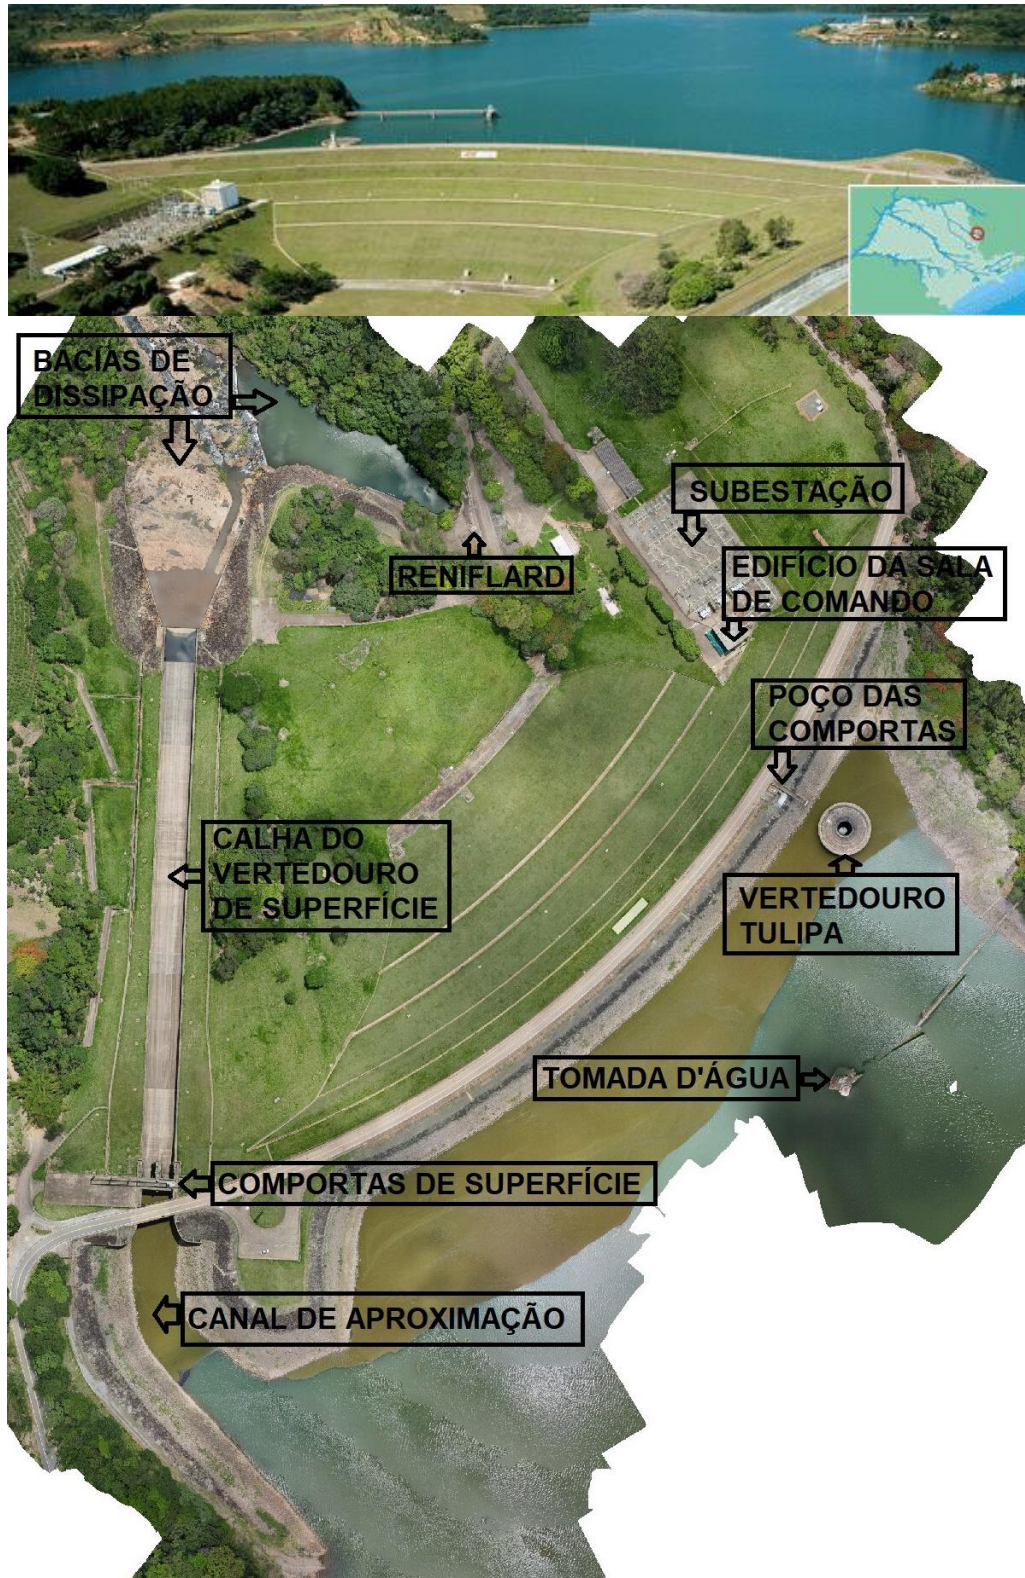 BACIAS DE
DISSIPAÇÃO
SUBESTAÇÃO
RENIFLARD
EDIFÍCIO DA SALA
DE COMANDO
POÇO DAS
COMPORTAS
CALHA DO
VERTEDOURO
DE SUPERFÍCIE
VERTEDOURO
TULIPA
TOMADA D'ÁGUA
COMPORTAS DE SUPERFÍCIE
CANAL DE APROXIMAÇÃO